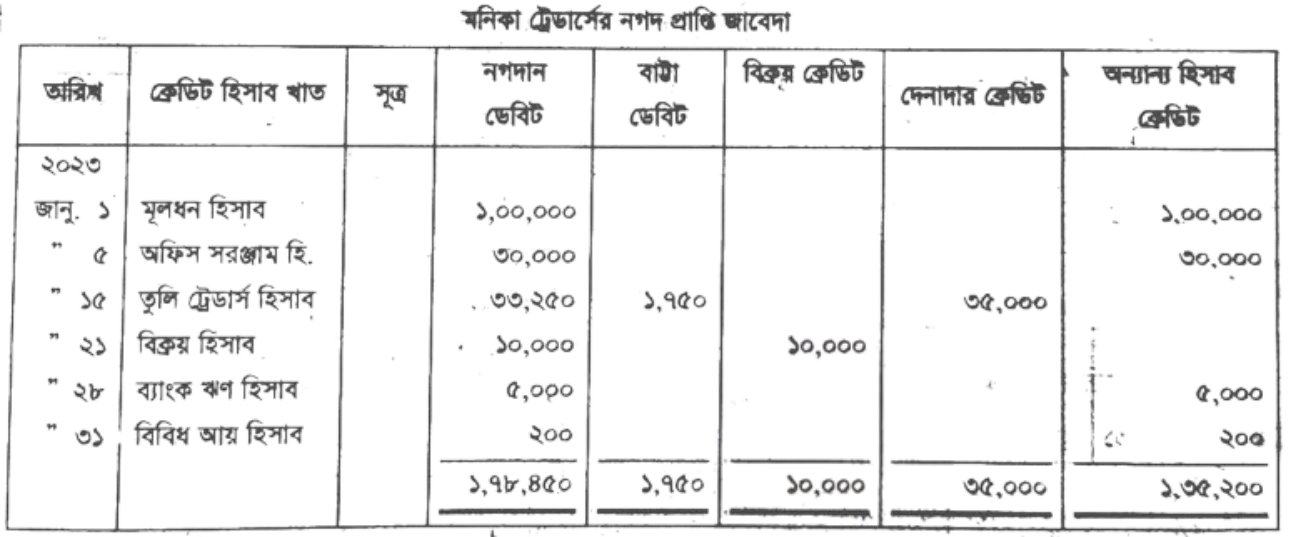 মনিকা ট্রেডার্সের নগদ প্রাপ্তি জাবেদা
তারিখ ক্রেডিট হিসাব খাত সূত্র নগদান ডেবিট বাট্টা ডেবিট বিক্রয় ক্রেডিট দেনাদার ক্রেডিট অন্যান্য হিসাব ক্রেডিট
২০২৩
জানু. ১ মূলধন হিসাব ১,০০,০০০ ১,০০,০০০
" ৫ অফিস সরঞ্জাম হি. ৩০,০০০ ৩০,০০০
" ১৫ তুলি ট্রেডার্স হিসাব ৩৩,২৫০ ১,৭৫০ ৩৫,০০০
" ২১ বিক্রয় হিসাব ১০,০০০ ১০,০০০
" ২৮ ব্যাংক ঋণ হিসাব ৫,০০০ ৫,০০০
" ৩১ বিবিধ আয় হিসাব ২০০ ২০০
১,৭৮,৪৫০ ১,৭৫০ ১০,০০০ ৩৫,০০০ ১,৩৫,২০০